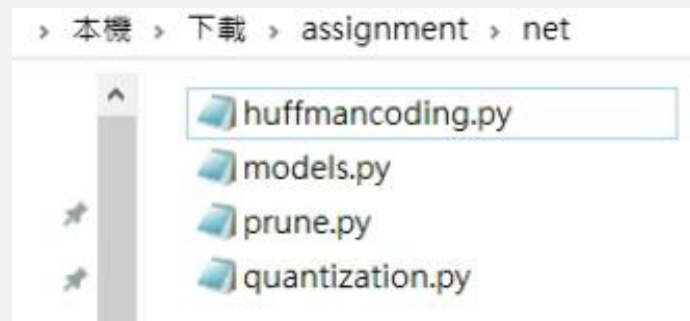 › 本機 › 下載 › assignment › net
huffmancoding.py
models.py
prune.py
quantization.py